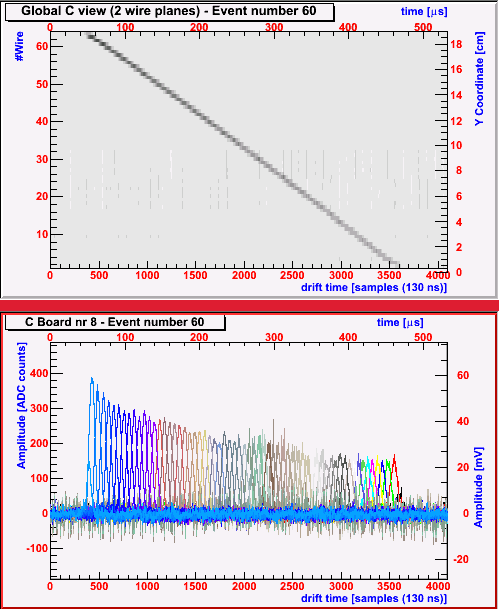 Global C view (2 wire planes) - Event number 60
time [μs]
0 100 200 300 400 500
#Wire
60
50
40
30
20
10
18
16
14
12
10
8
6
4
2
0
Y Coordinate [cm]
0 500 1000 1500 2000 2500 3000 3500 4000
drift time [samples (130 ns)]
C Board nr 8 - Event number 60
time [μs]
0 100 200 300 400 500
Amplitude [ADC counts]
400
300
200
100
0
-100
60
40
20
0
-20
Amplitude [mV]
0 500 1000 1500 2000 2500 3000 3500 4000
drift time [samples (130 ns)]